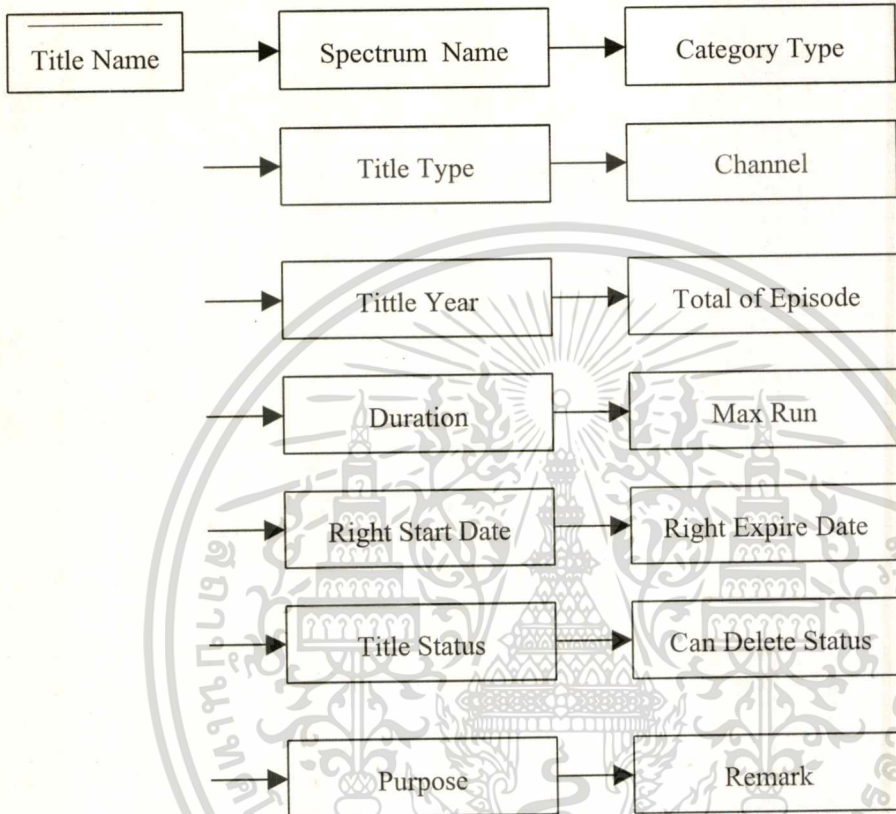 Title Name
Spectrum Name
Category Type
Title Type
Channel
Tittle Year
Total of Episode
Duration
Max Run
Right Start Date
Right Expire Date
Title Status
Can Delete Status
Purpose
Remark